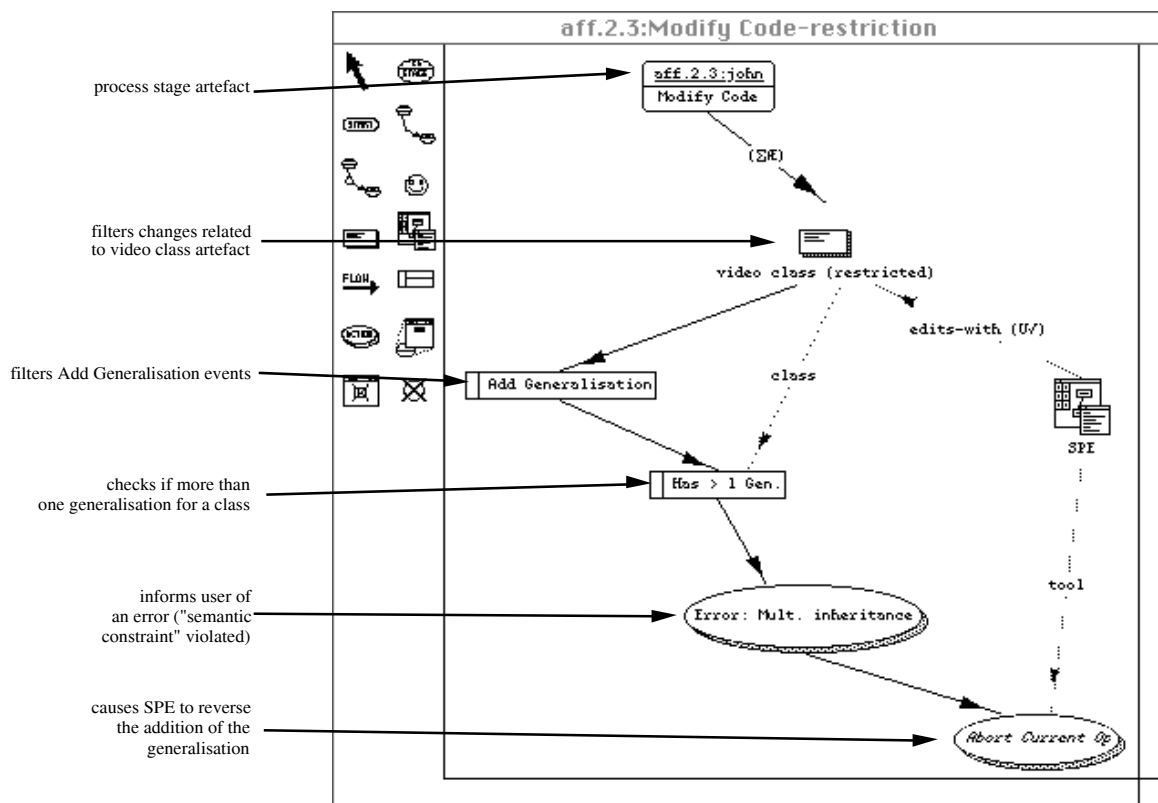 aff.2.3:Modify Code-restriction
process stage artefact
aff.2.3:john
Modify Code
START
(ΣÆ)
filters changes related
to video class artefact
video class (restricted)
FLOW
edits-with (UV)
ACTION
filters Add Generalisation events
Add Generalisation
class
SPE
checks if more than
one generalisation for a class
Has > 1 Gen.
informs user of
an error ("semantic
constraint" violated)
Error: Mult. inheritance
tool
causes SPE to reverse
the addition of the
generalisation
Abort Current Op